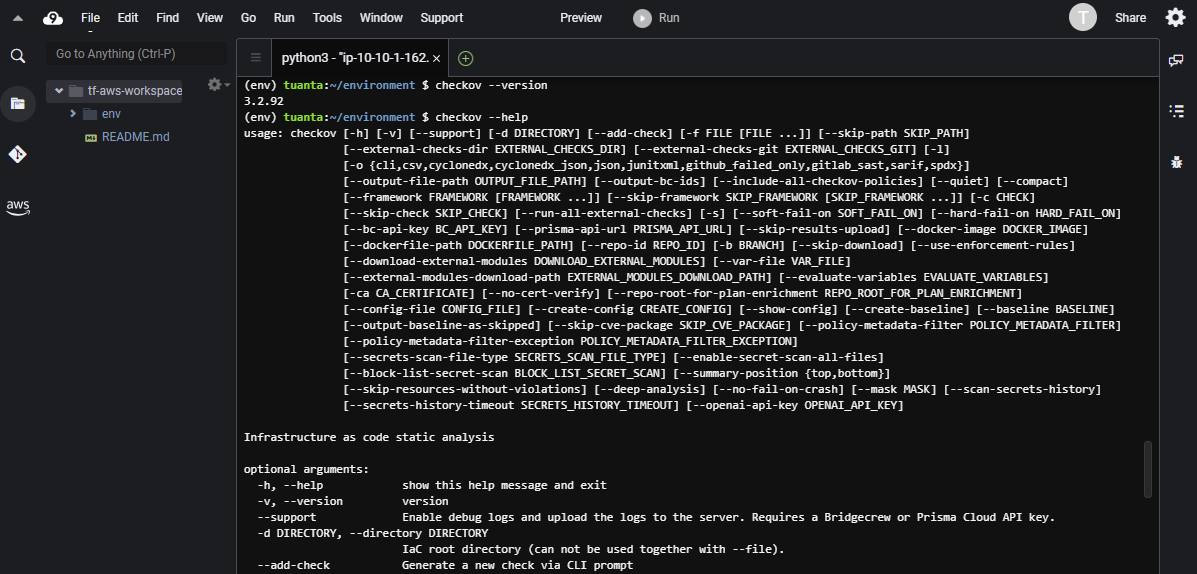 9 File Edit Find View Go Run Tools Window Support Preview Run T Share
Go to Anything (Ctrl-P)
python3 - "ip-10-10-1-162. ×
tf-aws-workspace
env
README.md
aws
(env) tuanta:~/environment $ checkov --version
3.2.92
(env) tuanta:~/environment $ checkov --help
usage: checkov [-h] [-v] [--support] [-d DIRECTORY] [--add-check] [-f FILE [FILE ...]] [--skip-path SKIP_PATH]
[--external-checks-dir EXTERNAL_CHECKS_DIR] [--external-checks-git EXTERNAL_CHECKS_GIT] [-l]
[-o {cli,csv,cyclonedx,cyclonedx_json,json,junitxml,github_failed_only,gitlab_sast,sarif,spdx}]
[--output-file-path OUTPUT_FILE_PATH] [--output-bc-ids] [--include-all-checkov-policies] [--quiet] [--compact]
[--framework FRAMEWORK [FRAMEWORK ...]] [--skip-framework SKIP_FRAMEWORK [SKIP_FRAMEWORK ...]] [-c CHECK]
[--skip-check SKIP_CHECK] [--run-all-external-checks] [-s] [--soft-fail-on SOFT_FAIL_ON] [--hard-fail-on HARD_FAIL_ON]
[--bc-api-key BC_API_KEY] [--prisma-api-url PRISMA_API_URL] [--skip-results-upload] [--docker-image DOCKER_IMAGE]
[--dockerfile-path DOCKERFILE_PATH] [--repo-id REPO_ID] [-b BRANCH] [--skip-download] [--use-enforcement-rules]
[--download-external-modules DOWNLOAD_EXTERNAL_MODULES] [--var-file VAR_FILE]
[--external-modules-download-path EXTERNAL_MODULES_DOWNLOAD_PATH] [--evaluate-variables EVALUATE_VARIABLES]
[-ca CA_CERTIFICATE] [--no-cert-verify] [--repo-root-for-plan-enrichment REPO_ROOT_FOR_PLAN_ENRICHMENT]
[--config-file CONFIG_FILE] [--create-config CREATE_CONFIG] [--show-config] [--create-baseline] [--baseline BASELINE]
[--output-baseline-as-skipped] [--skip-cve-package SKIP_CVE_PACKAGE] [--policy-metadata-filter POLICY_METADATA_FILTER]
[--policy-metadata-filter-exception POLICY_METADATA_FILTER_EXCEPTION]
[--secrets-scan-file-type SECRETS_SCAN_FILE_TYPE] [--enable-secret-scan-all-files]
[--block-list-secret-scan BLOCK_LIST_SECRET_SCAN] [--summary-position {top,bottom}]
[--skip-resources-without-violations] [--deep-analysis] [--no-fail-on-crash] [--mask MASK] [--scan-secrets-history]
[--secrets-history-timeout SECRETS_HISTORY_TIMEOUT] [--openai-api-key OPENAI_API_KEY]
Infrastructure as code static analysis
optional arguments:
-h, --help show this help message and exit
-v, --version version
--support Enable debug logs and upload the logs to the server. Requires a Bridgecrew or Prisma Cloud API key.
-d DIRECTORY, --directory DIRECTORY
IaC root directory (can not be used together with --file).
--add-check Generate a new check via CLI prompt